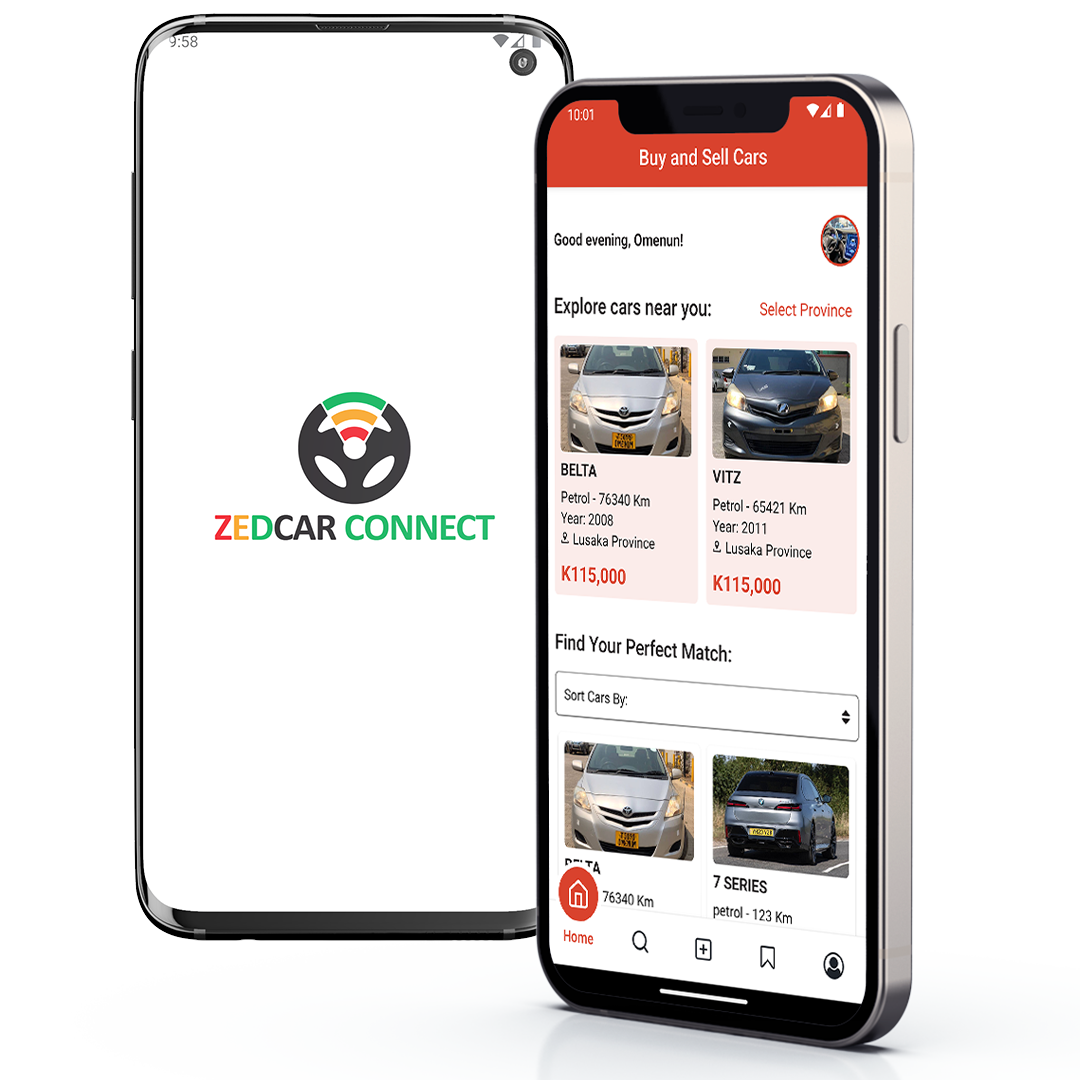 9:58
ZEDCAR CONNECT
10:01
Buy and Sell Cars
Good evening, Omenun!
Explore cars near you:
Select Province
BELTA
Petrol - 76340 Km
Year: 2008
Lusaka Province
K115,000
VITZ
Petrol - 65421 Km
Year: 2011
Lusaka Province
K115,000
Find Your Perfect Match:
Sort Cars By:
BELTA
76340 Km
7 SERIES
petrol - 123 Km
Home